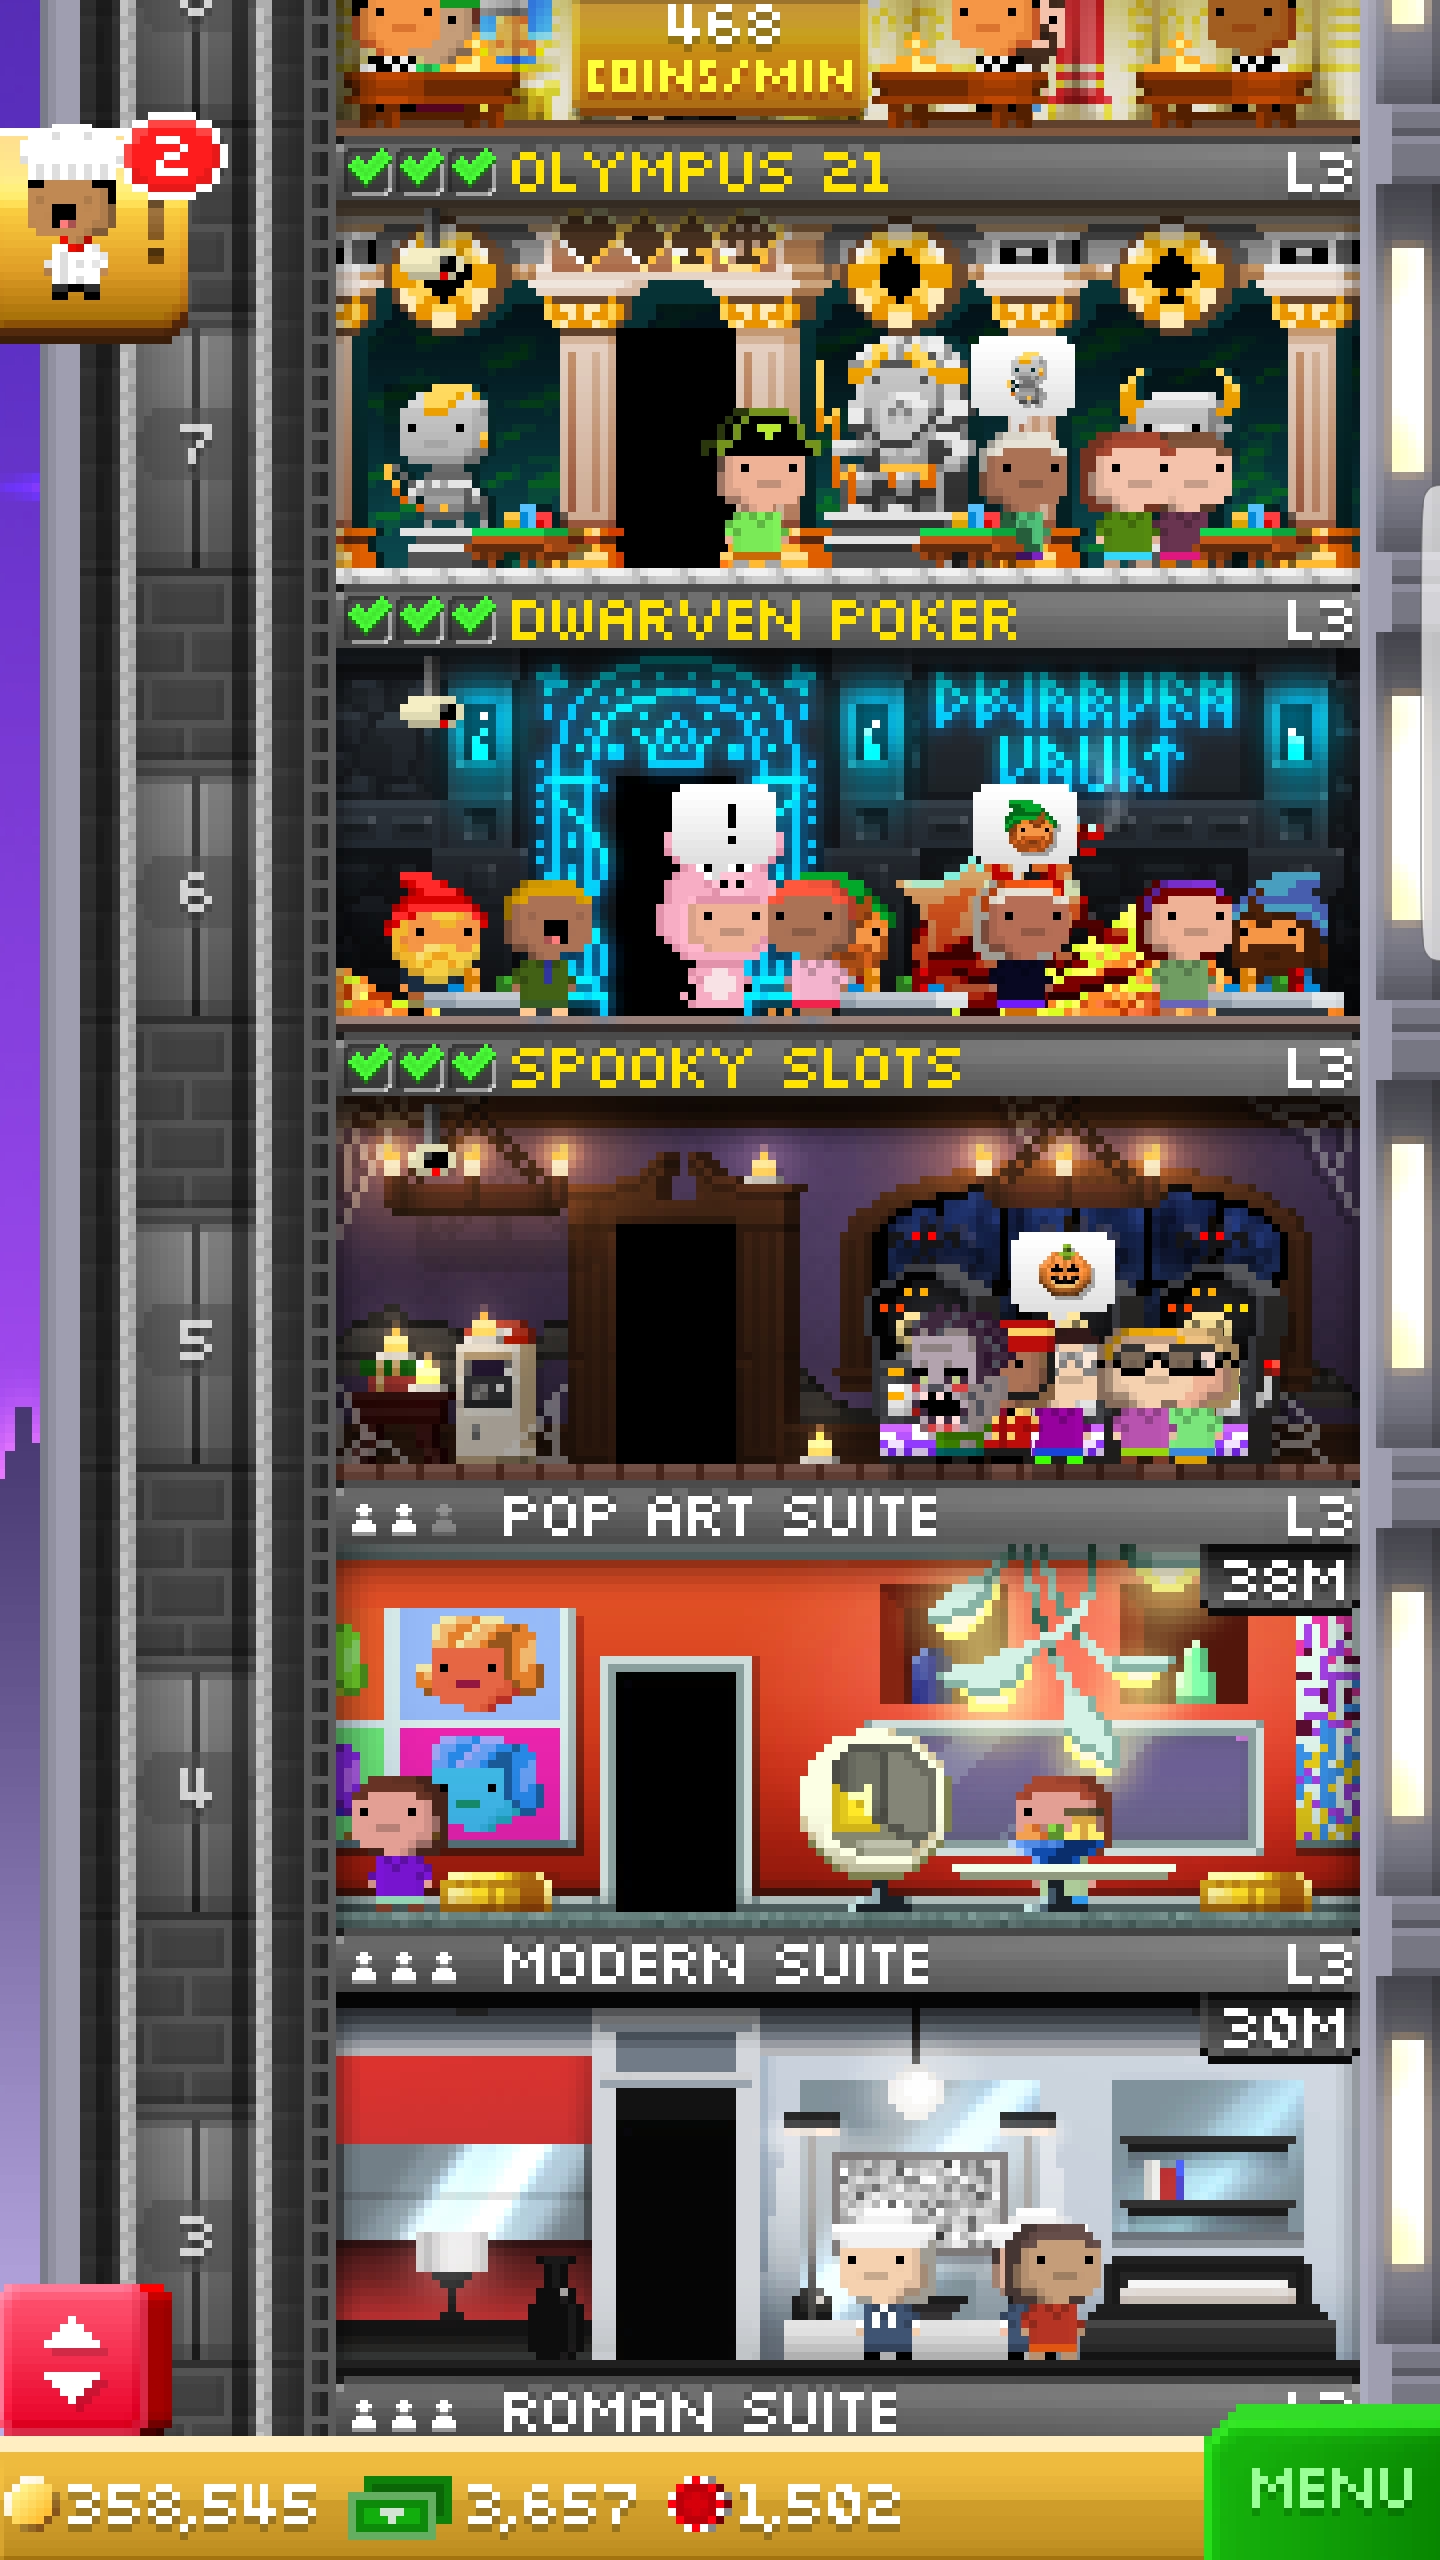 468
COINS/MIN
2
OLYMPUS 21 L3
7
DWARVEN POKER L3
DWARVEN
VAULT
!
6
SPOOKY SLOTS L3
5
POP ART SUITE L3
38M
4
MODERN SUITE L3
30M
3
ROMAN SUITE
358,545 3,657 1,502
MENU